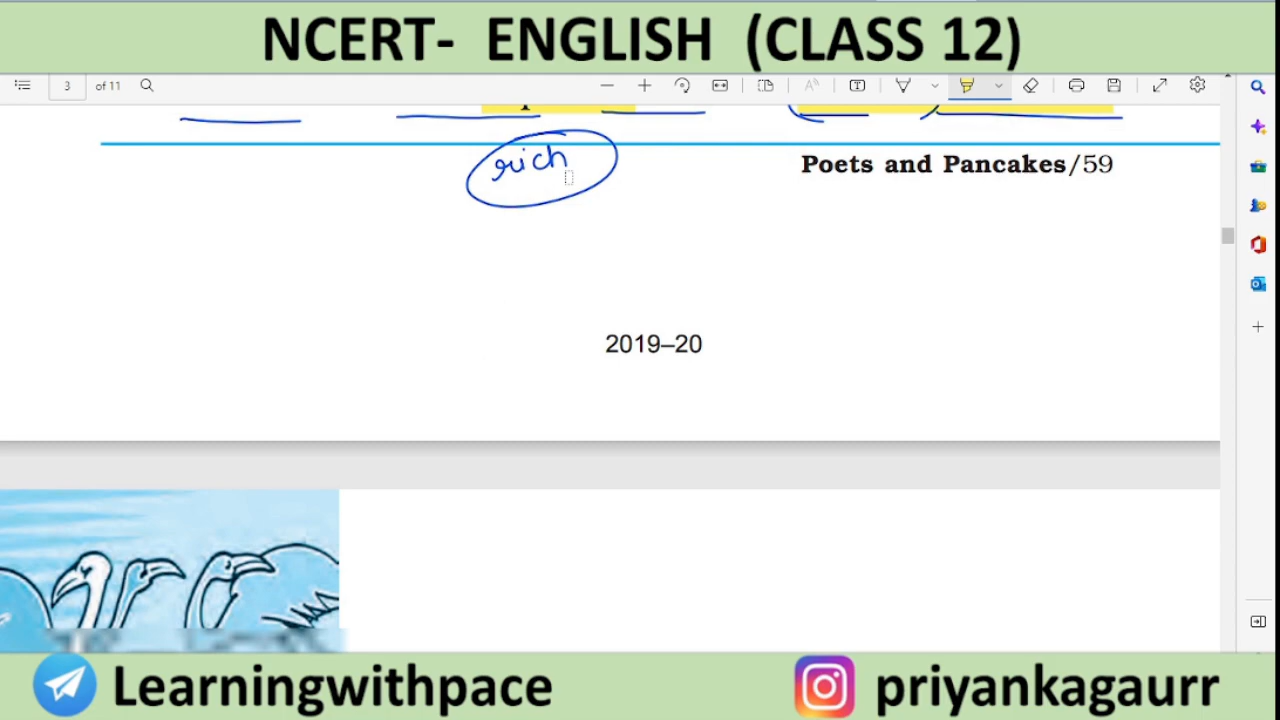 NCERT- ENGLISH (CLASS 12)
3 of 11
rich
Poets and Pancakes/59
2019–20
Learningwithpace priyankagaurr